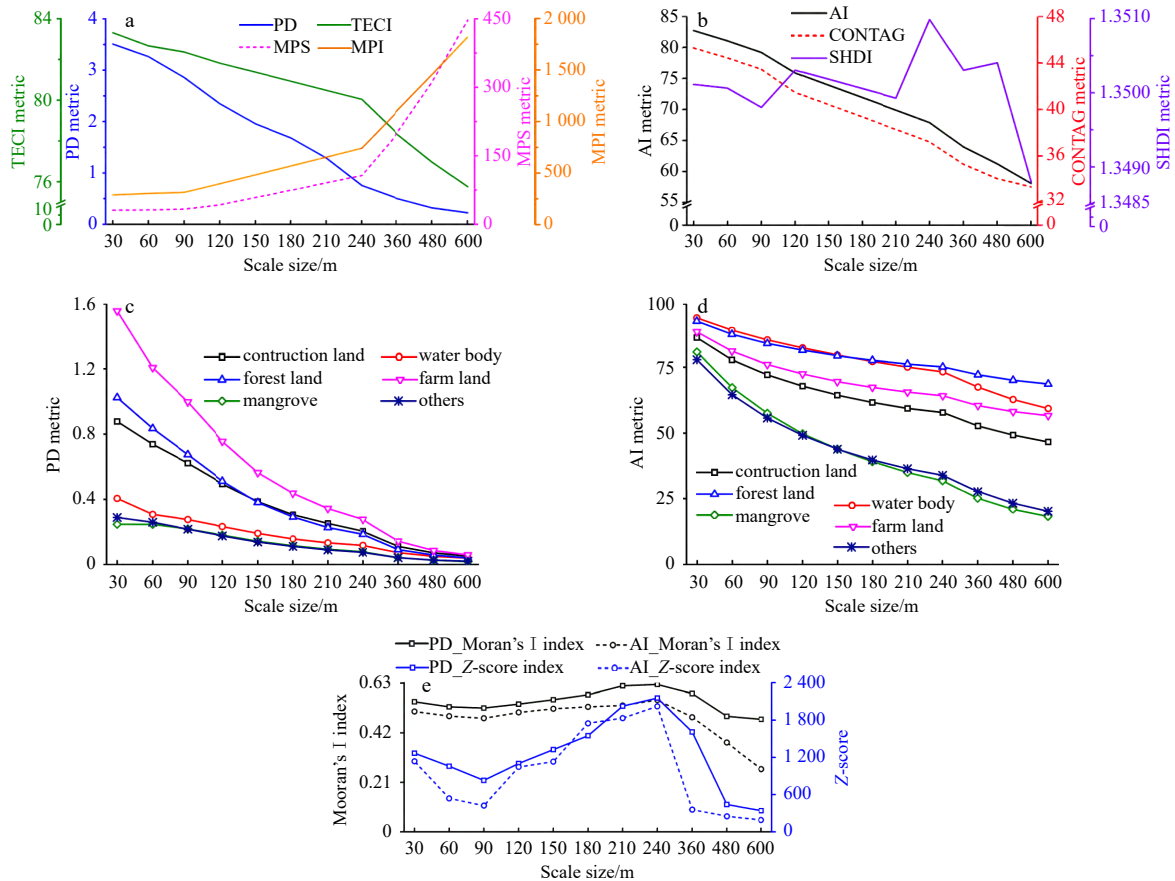 a
PD
TECI
MPS
MPI
84
80
76
10
0
TECI metric
4
3
2
1
0
PD metric
450
300
150
0
MPS metric
2 000
1 500
1 000
500
0
MPI metric
30 60 90 120 150 180 210 240 360 480 600
Scale size/m
b
AI
CONTAG
SHDI
85
80
75
70
65
60
55
0
AI metric
48
44
40
36
32
0
CONTAG metric
1.3510
1.3500
1.3490
1.3485
0
SHDI metric
30 60 90 120 150 180 210 240 360 480 600
Scale size/m
c
1.6
1.2
0.8
0.4
0
PD metric
contruction land
water body
forest land
farm land
mangrove
others
30 60 90 120 150 180 210 240 360 480 600
Scale size/m
d
100
75
50
25
0
AI metric
contruction land
forest land
water body
mangrove
farm land
others
30 60 90 120 150 180 210 240 360 480 600
Scale size/m
PD_Moran's I index
AI_Moran's I index
PD_Z-score index
AI_Z-score index
e
0.63
0.42
0.21
0
Mooran's I index
2 400
1 800
1 200
600
0
Z-score
30 60 90 120 150 180 210 240 360 480 600
Scale size/m